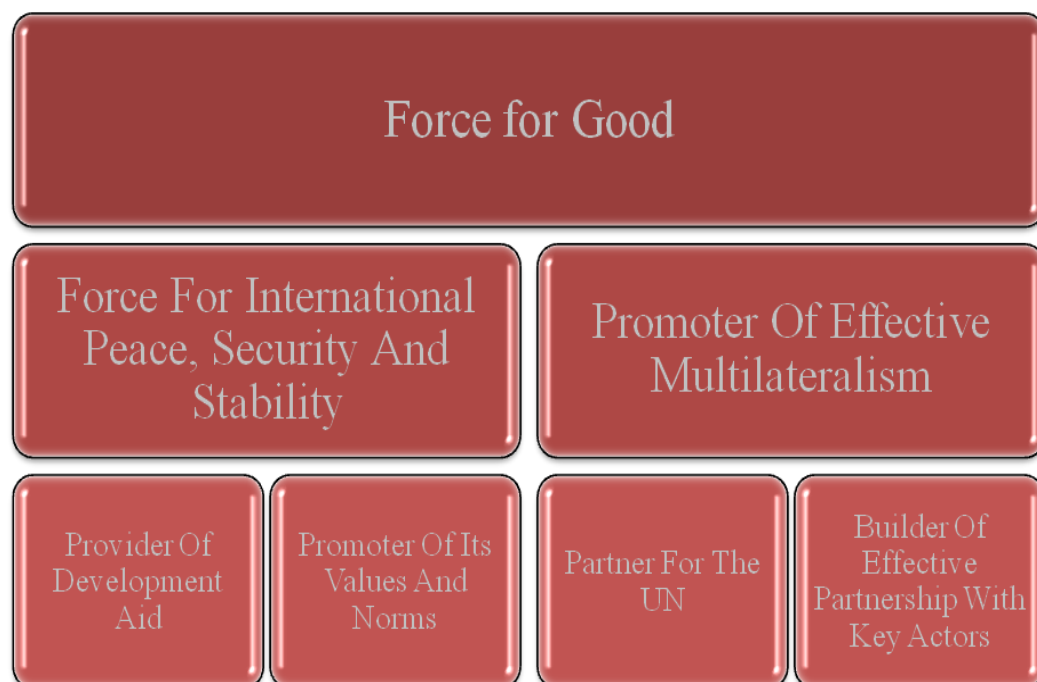 Force for Good
Force For International
Peace, Security And
Stability
Promoter Of Effective
Multilateralism
Provider Of
Development
Aid
Promoter Of Its
Values And
Norms
Partner For The
UN
Builder Of
Effective
Partnership With
Key Actors